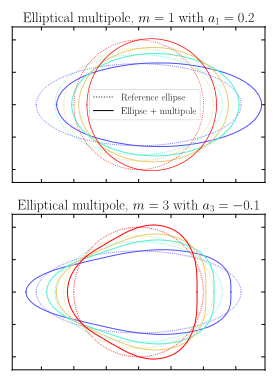 Elliptical multipole, m = 1 with a₁ = 0.2
Reference ellipse
Ellipse + multipole
Elliptical multipole, m = 3 with a₃ = −0.1